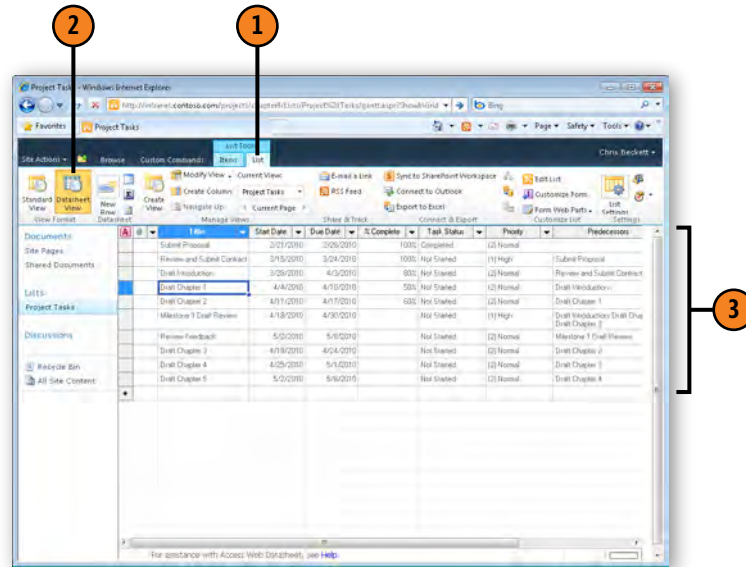 2
1
Project Tasks - Windows Internet Explorer
Bing
Favorites
Project Tasks
Page
Safety
Tools
List Tools
Chris Beckett
Site Actions
Browse
Custom Commands
Items
List
Modify View
Current View:
E-mail a Link
Sync to SharePoint Workspace
Edit List
Create Column
Project Tasks
RSS Feed
Connect to Outlook
Customize Form
Standard View
Datasheet View
New Row
Create View
Navigate Up
Current Page
Export to Excel
Form Web Parts
List Settings
View Format
Datasheet
Manage Views
Share & Track
Connect & Export
Customize List
Settings
Documents
Site Pages
Shared Documents
Lists
Project Tasks
Discussions
Recycle Bin
All Site Content
Title Start Date Due Date % Complete Task Status Priority Predecessors
Submit Proposal 100% Completed (2) Normal
Review and Submit Contract 3/15/2010 3/24/2010 100% Not Started (1) High Submit Proposal
Draft Introduction 3/28/2010 4/3/2010 80% Not Started (2) Normal Review and Submit Contract
Draft Chapter 1 4/4/2010 4/10/2010 50% Not Started (2) Normal Draft Introduction
Draft Chapter 2 4/11/2010 4/17/2010 60% Not Started (2) Normal Draft Chapter 1
Milestone 1 Draft Review 4/18/2010 4/30/2010 Not Started (1) High Draft Introduction; Draft Chap
Draft Chapter 2
Review Feedback Not Started (2) Normal Milestone 1 Draft Review
Draft Chapter 3 4/18/2010 4/24/2010 Not Started (2) Normal Draft Chapter 2
Draft Chapter 4 4/25/2010 5/1/2010 Not Started (2) Normal Draft Chapter 3
Draft Chapter 5 5/2/2010 5/8/2010 Not Started (2) Normal Draft Chapter 4
3
For assistance with Access Web Datasheet, see Help.